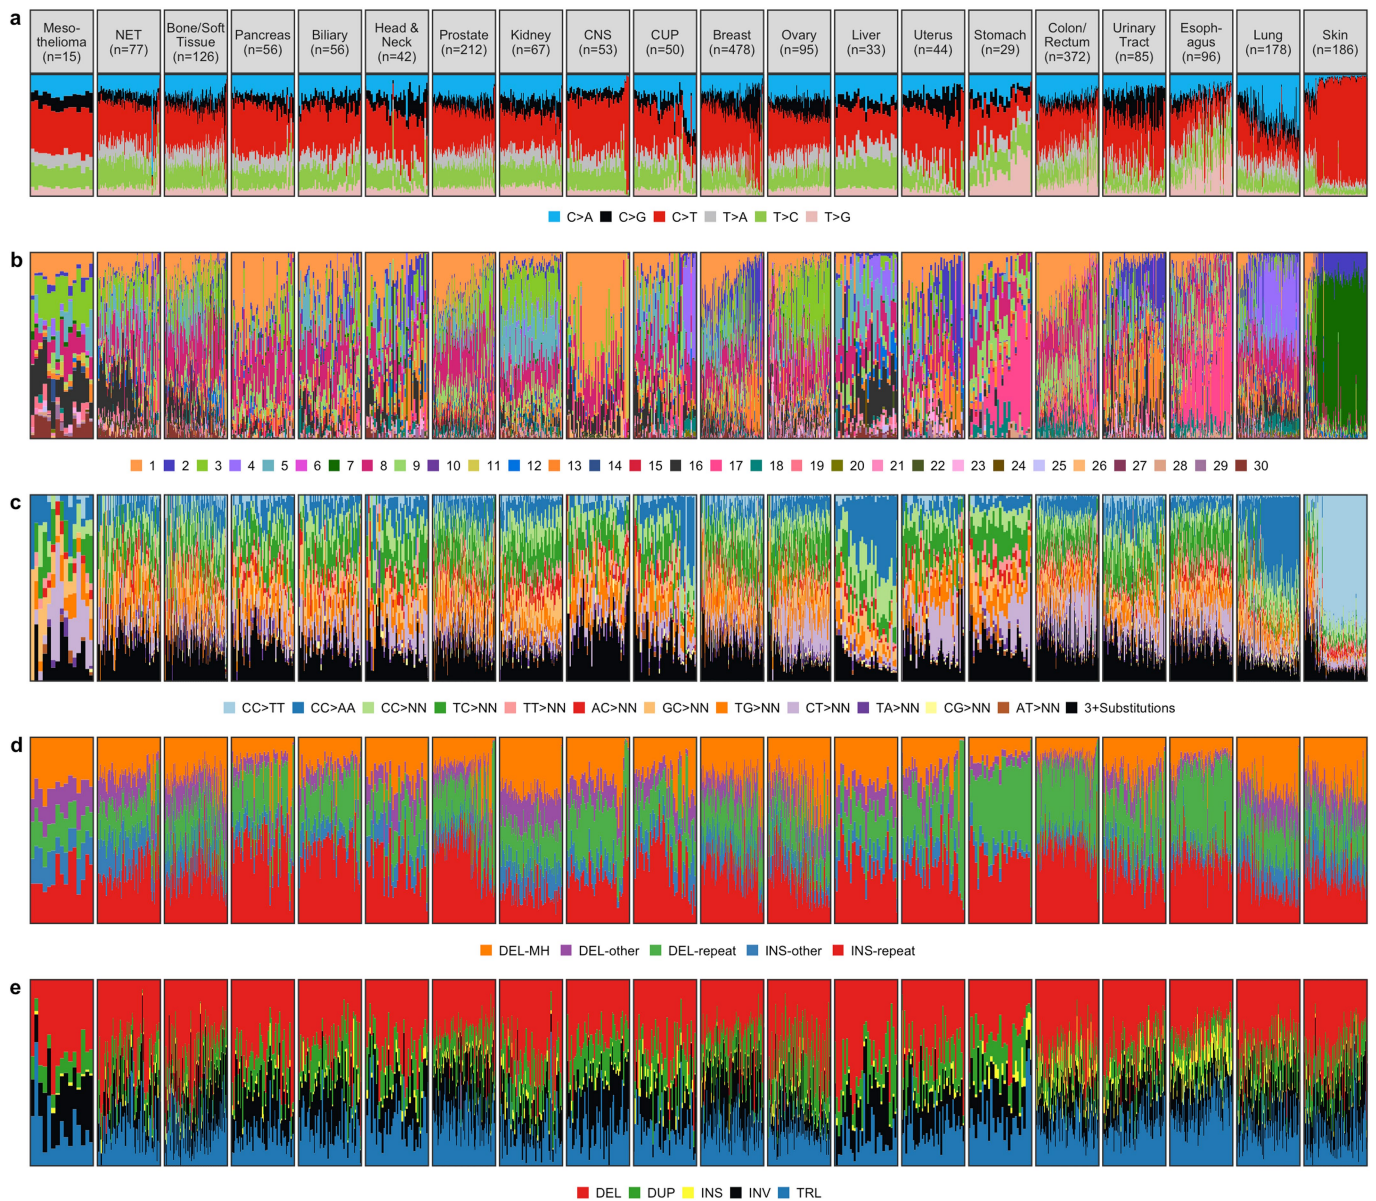 a
Meso-
thelioma
(n=15)
NET
(n=77)
Bone/Soft
Tissue
(n=126)
Pancreas
(n=56)
Biliary
(n=56)
Head &
Neck
(n=42)
Prostate
(n=212)
Kidney
(n=67)
CNS
(n=53)
CUP
(n=50)
Breast
(n=478)
Ovary
(n=95)
Liver
(n=33)
Uterus
(n=44)
Stomach
(n=29)
Colon/
Rectum
(n=372)
Urinary
Tract
(n=85)
Esoph-
agus
(n=96)
Lung
(n=178)
Skin
(n=186)
C>A C>G C>T T>A T>C T>G
b
1 2 3 4 5 6 7 8 9 10 11 12 13 14 15 16 17 18 19 20 21 22 23 24 25 26 27 28 29 30
c
CC>TT CC>AA CC>NN TC>NN TT>NN AC>NN GC>NN TG>NN CT>NN TA>NN CG>NN AT>NN 3+Substitutions
d
DEL-MH DEL-other DEL-repeat INS-other INS-repeat
e
DEL DUP INS INV TRL